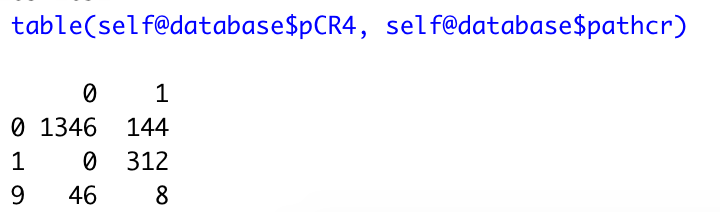 table(self@database$pCR4, self@database$pathcr)
0 1
0 1346 144
1 0 312
9 46 8